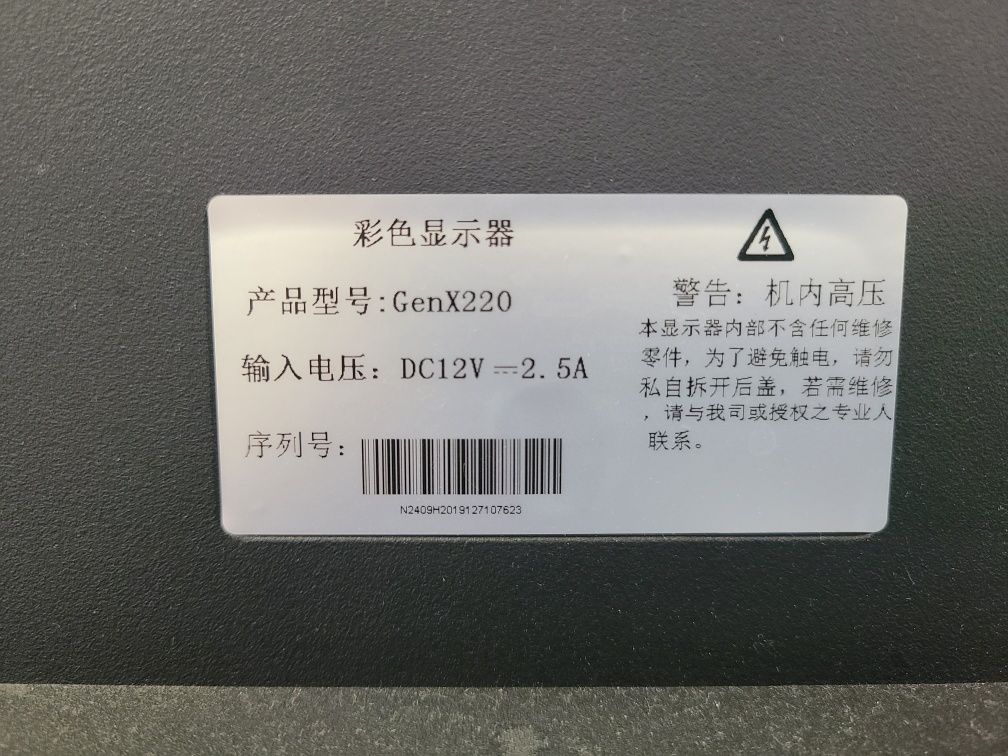 彩色显示器
产品型号:GenX220
输入电压：DC12V⎓2.5A
序列号：
N2409H2019127107623
警告：机内高压
本显示器内部不含任何维修
零件，为了避免触电，请勿
私自拆开后盖，若需维修
，请与我司或授权之专业人
联系。